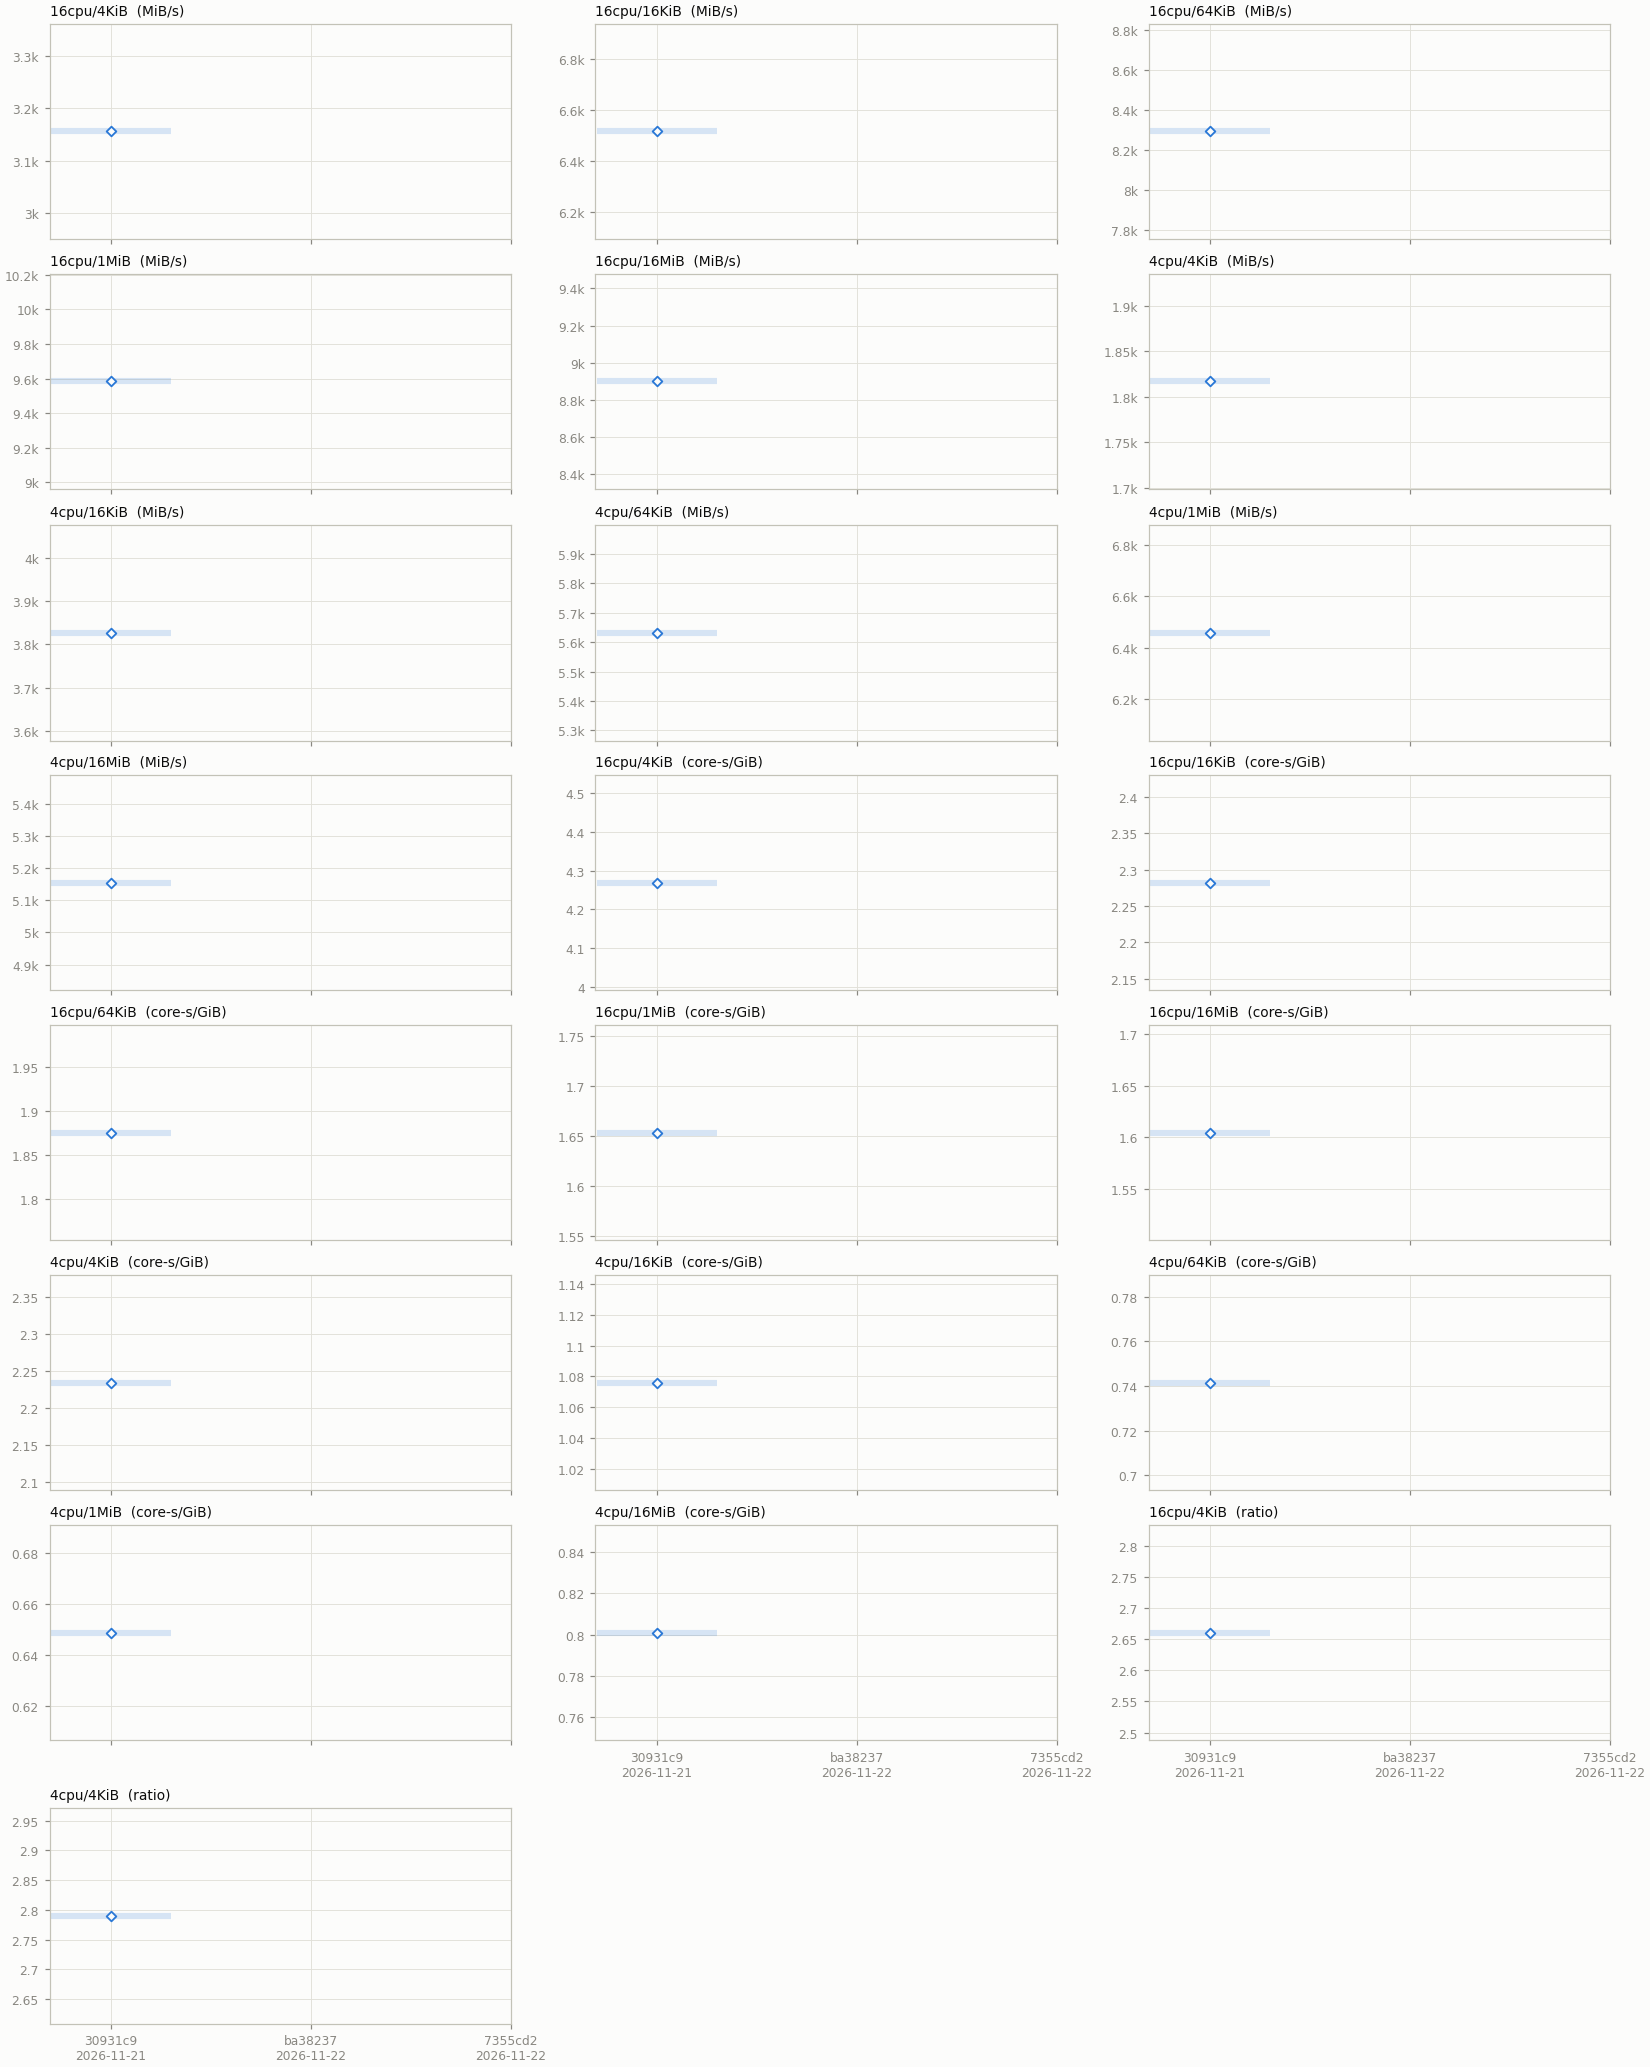 16cpu/4KiB  (MiB/s)
3.3k
3.2k
3.1k
3k
16cpu/16KiB  (MiB/s)
6.8k
6.6k
6.4k
6.2k
16cpu/64KiB  (MiB/s)
8.8k
8.6k
8.4k
8.2k
8k
7.8k
16cpu/1MiB  (MiB/s)
10.2k
10k
9.8k
9.6k
9.4k
9.2k
9k
16cpu/16MiB  (MiB/s)
9.4k
9.2k
9k
8.8k
8.6k
8.4k
4cpu/4KiB  (MiB/s)
1.9k
1.85k
1.8k
1.75k
1.7k
4cpu/16KiB  (MiB/s)
4k
3.9k
3.8k
3.7k
3.6k
4cpu/64KiB  (MiB/s)
5.9k
5.8k
5.7k
5.6k
5.5k
5.4k
5.3k
4cpu/1MiB  (MiB/s)
6.8k
6.6k
6.4k
6.2k
4cpu/16MiB  (MiB/s)
5.4k
5.3k
5.2k
5.1k
5k
4.9k
16cpu/4KiB  (core-s/GiB)
4.5
4.4
4.3
4.2
4.1
4
16cpu/16KiB  (core-s/GiB)
2.4
2.35
2.3
2.25
2.2
2.15
16cpu/64KiB  (core-s/GiB)
1.95
1.9
1.85
1.8
16cpu/1MiB  (core-s/GiB)
1.75
1.7
1.65
1.6
1.55
16cpu/16MiB  (core-s/GiB)
1.7
1.65
1.6
1.55
4cpu/4KiB  (core-s/GiB)
2.35
2.3
2.25
2.2
2.15
2.1
4cpu/16KiB  (core-s/GiB)
1.14
1.12
1.1
1.08
1.06
1.04
1.02
4cpu/64KiB  (core-s/GiB)
0.78
0.76
0.74
0.72
0.7
4cpu/1MiB  (core-s/GiB)
0.68
0.66
0.64
0.62
4cpu/16MiB  (core-s/GiB)
0.84
0.82
0.8
0.78
0.76
30931c9 ba38237 7355cd2
2026-11-21 2026-11-22 2026-11-22
16cpu/4KiB  (ratio)
2.8
2.75
2.7
2.65
2.6
2.55
2.5
30931c9 ba38237 7355cd2
2026-11-21 2026-11-22 2026-11-22
4cpu/4KiB  (ratio)
2.95
2.9
2.85
2.8
2.75
2.7
2.65
30931c9 ba38237 7355cd2
2026-11-21 2026-11-22 2026-11-22